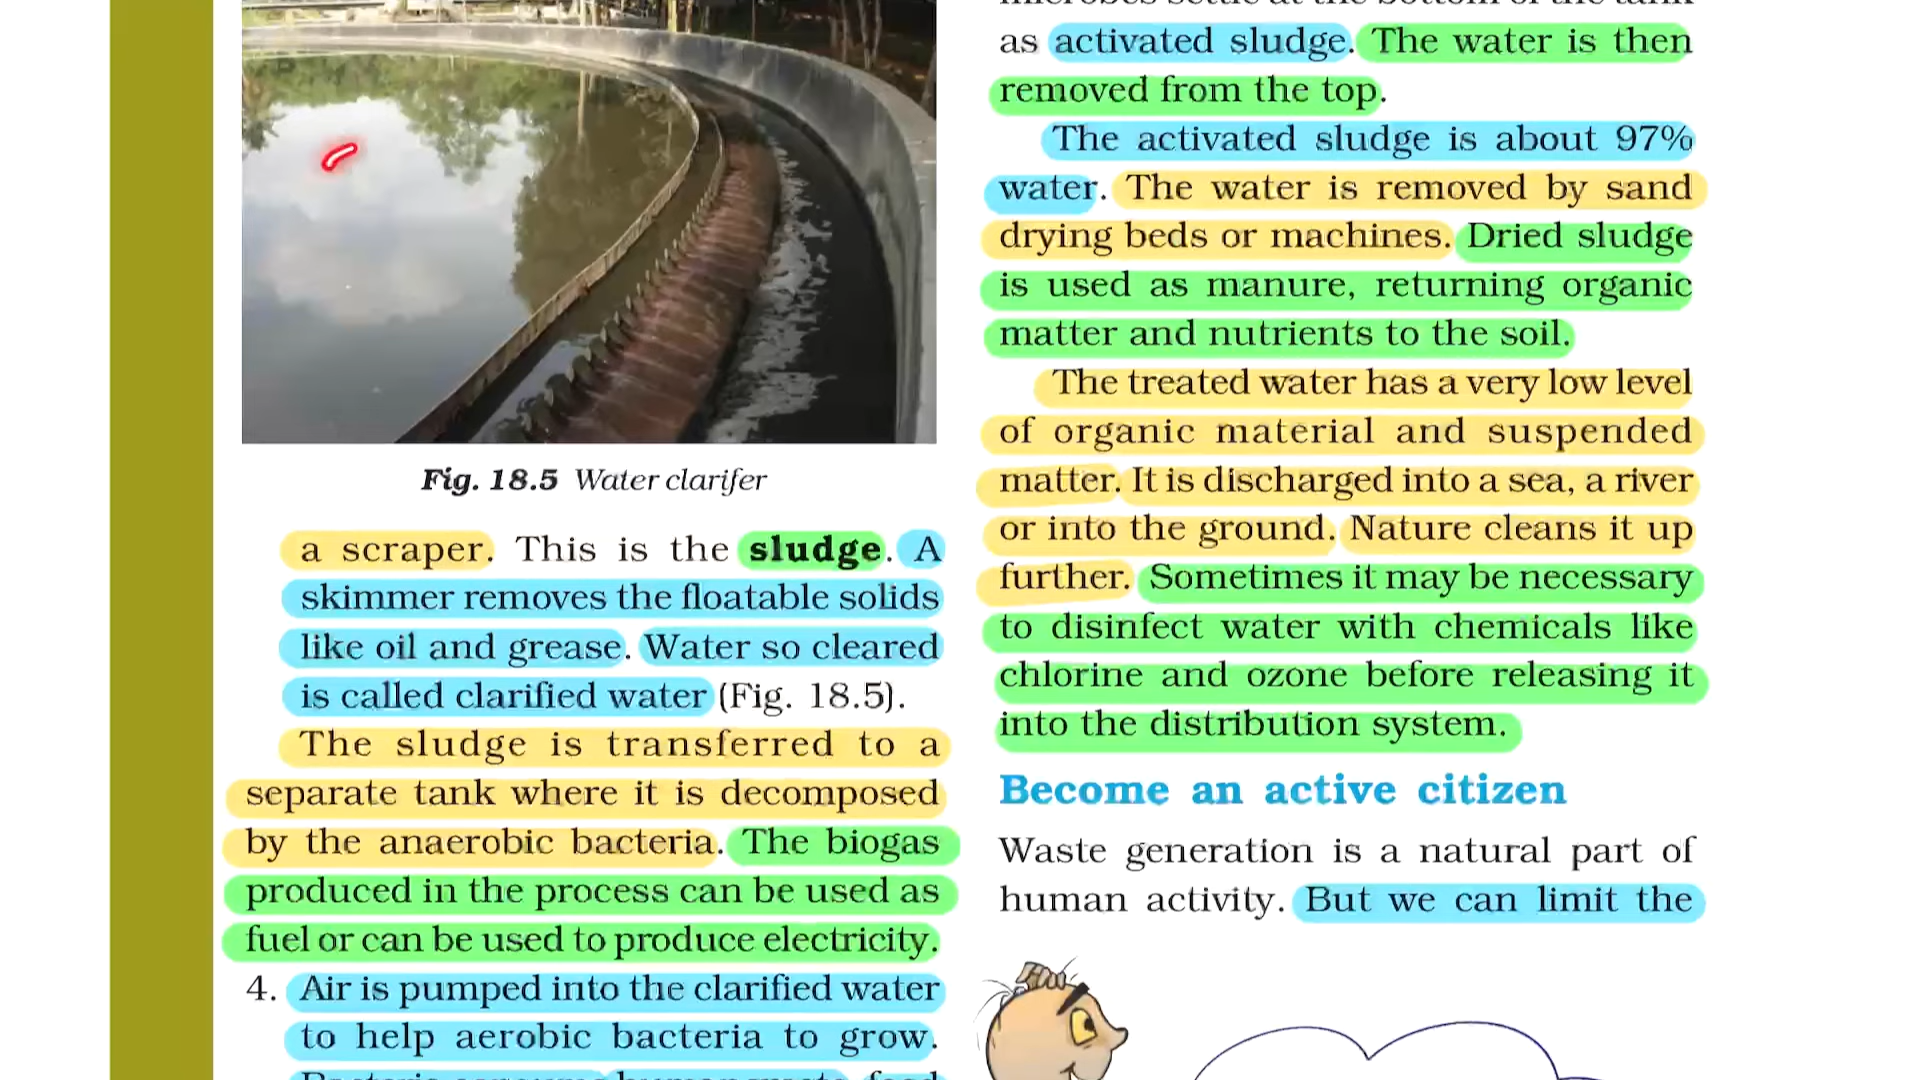 Fig. 18.5 Water clarifer
a scraper. This is the sludge. A
skimmer removes the floatable solids
like oil and grease. Water so cleared
is called clarified water (Fig. 18.5).
The sludge is transferred to a
separate tank where it is decomposed
by the anaerobic bacteria. The biogas
produced in the process can be used as
fuel or can be used to produce electricity.
4. Air is pumped into the clarified water
to help aerobic bacteria to grow.
microbes settle at the bottom of the tank
as activated sludge. The water is then
removed from the top.
The activated sludge is about 97%
water. The water is removed by sand
drying beds or machines. Dried sludge
is used as manure, returning organic
matter and nutrients to the soil.
The treated water has a very low level
of organic material and suspended
matter. It is discharged into a sea, a river
or into the ground. Nature cleans it up
further. Sometimes it may be necessary
to disinfect water with chemicals like
chlorine and ozone before releasing it
into the distribution system.
Become an active citizen
Waste generation is a natural part of
human activity. But we can limit the